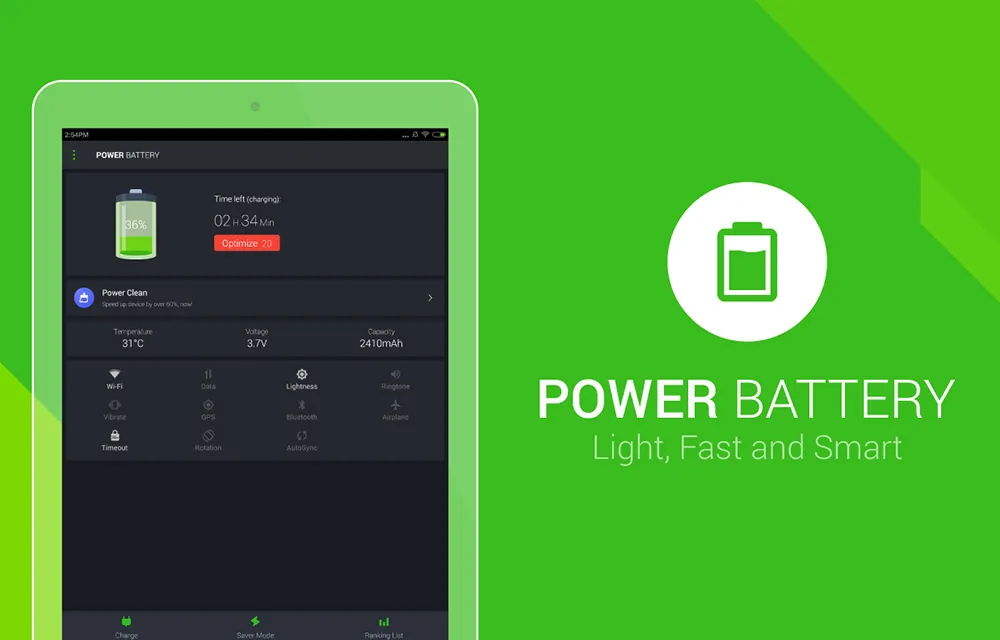 2:54PM
POWER BATTERY
36%
Time left (charging):
02 H 34 Min
Optimize 20
Power Clean
Speed up device by over 60%, now!
Temperature
Voltage
Capacity
31°C
3.7V
2410mAh
Wi-Fi
Data
Lightness
Ringtone
Vibrate
GPS
Bluetooth
Airplane
Timeout
Rotation
AutoSync
Charge
Saver Mode
Ranking List
POWER BATTERY
Light, Fast and Smart